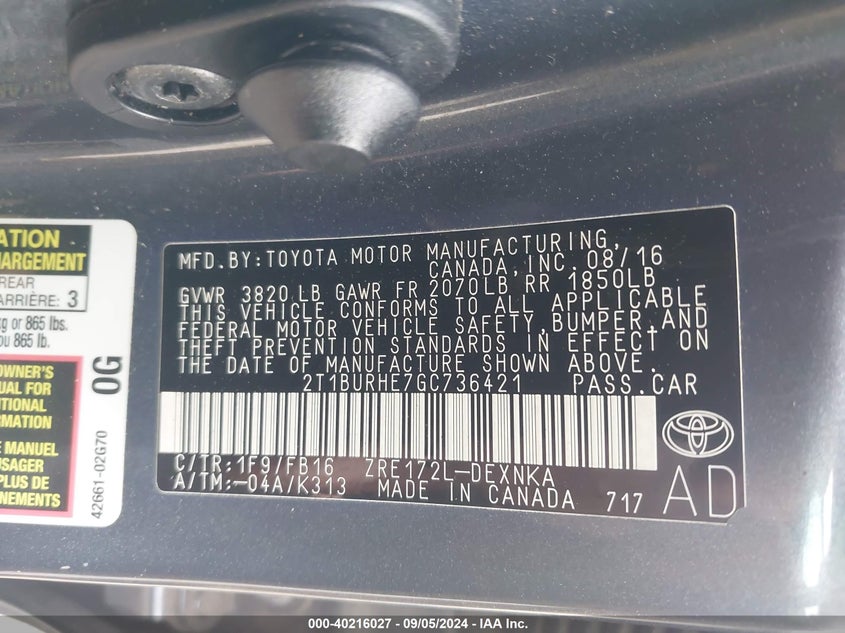 ATION
HARGEMENT
REAR
ARRIÈRE: 3
kg or 865 lbs.
ou 865 lb.
OWNER'S
UAL FOR
ITIONAL
RMATION
E MANUEL
USAGER
PLUS DE
NEMENTS
0G
42661-02G70
MFD.BY:TOYOTA MOTOR MANUFACTURING,
CANADA,INC. 08/16
GVWR 3820 LB GAWR FR 2070LB RR 1850LB
THIS VEHICLE CONFORMS TO ALL APPLICABLE
FEDERAL MOTOR VEHICLE SAFETY,BUMPER,AND
THEFT PREVENTION STANDARDS IN EFFECT ON
THE DATE OF MANUFACTURE SHOWN ABOVE.
2T1BURHE7GC736421 PASS.CAR
C/TR:1F9/FB16 ZRE172L-DEXNKA
A/TM:-04A/K313 MADE IN CANADA 717
AD
000-40216027 - 09/05/2024 - IAA Inc.